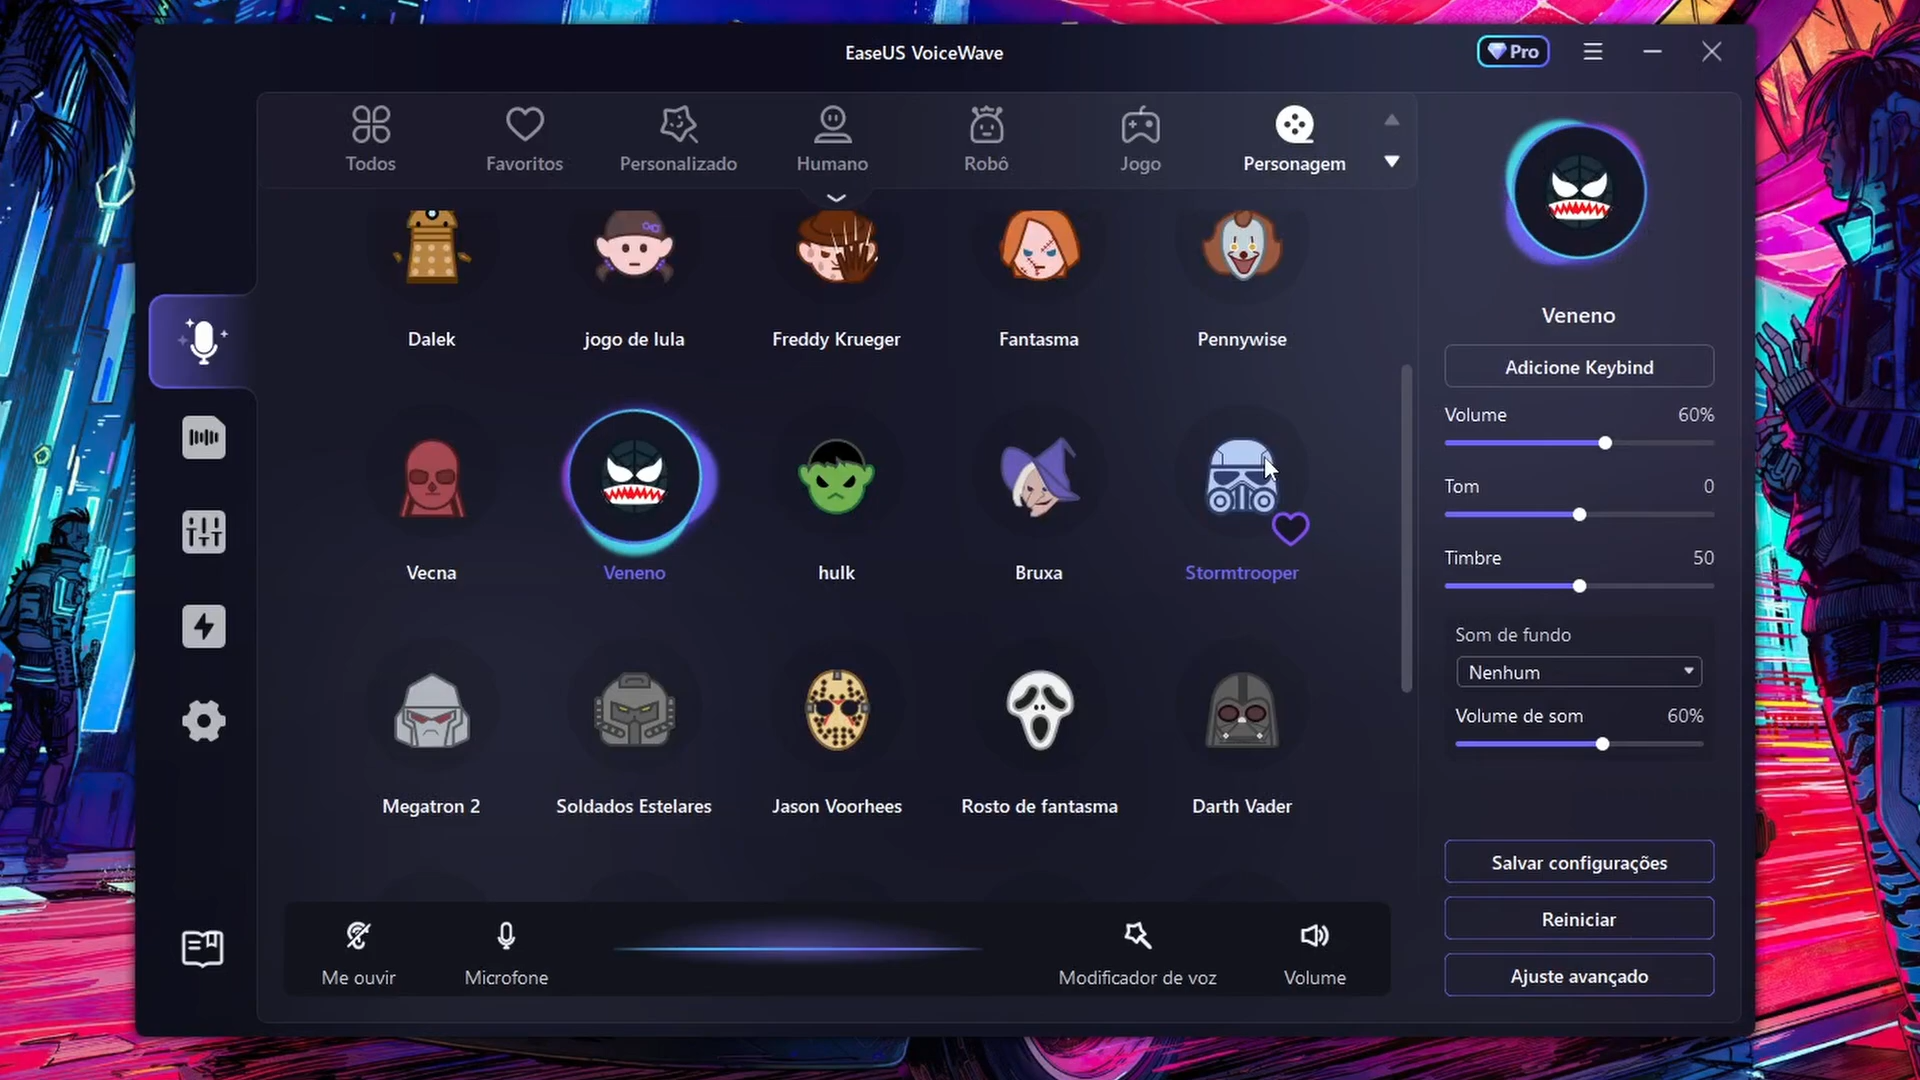 EaseUS VoiceWave
Pro
Todos
Favoritos
Personalizado
Humano
Robô
Jogo
Personagem
Dalek
jogo de lula
Freddy Krueger
Fantasma
Pennywise
Vecna
Veneno
hulk
Bruxa
Stormtrooper
Megatron 2
Soldados Estelares
Jason Voorhees
Rosto de fantasma
Darth Vader
Me ouvir
Microfone
Modificador de voz
Volume
Veneno
Adicione Keybind
Volume 60%
Tom 0
Timbre 50
Som de fundo
Nenhum
Volume de som 60%
Salvar configurações
Reiniciar
Ajuste avançado